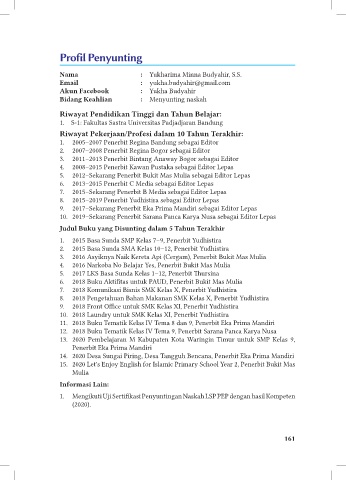 Profil Penyunting
Nama : Yukharima Minna Budyahir, S.S.
Email : yukha.budyahir@gmail.com
Akun Facebook : Yukha Budyahir
Bidang Keahlian : Menyunting naskah
Riwayat Pendidikan Tinggi dan Tahun Belajar:
1. S-1: Fakultas Sastra Universitas Padjadjaran Bandung
Riwayat Pekerjaan/Profesi dalam 10 Tahun Terakhir:
1. 2005–2007 Penerbit Regina Bandung sebagai Editor
2. 2007–2008 Penerbit Regina Bogor sebagai Editor
3. 2011–2013 Penerbit Bintang Anaway Bogor sebagai Editor
4. 2008–2015 Penerbit Kawan Pustaka sebagai Editor Lepas
5. 2012–Sekarang Penerbit Bukit Mas Mulia sebagai Editor Lepas
6. 2013–2015 Penerbit C Media sebagai Editor Lepas
7. 2015–Sekarang Penerbit B Media sebagai Editor Lepas
8. 2015–2019 Penerbit Yudhistira sebagai Editor Lepas
9. 2017–Sekarang Penerbit Eka Prima Mandiri sebagai Editor Lepas
10. 2019–Sekarang Penerbit Sarana Panca Karya Nusa sebagai Editor Lepas
Judul Buku yang Disunting dalam 5 Tahun Terakhir
1. 2015 Basa Sunda SMP Kelas 7–9, Penerbit Yudhistira
2. 2015 Basa Sunda SMA Kelas 10–12, Penerbit Yudhistira
3. 2016 Asyiknya Naik Kereta Api (Cergam), Penerbit Bukit Mas Mulia
4. 2016 Narkoba No Belajar Yes, Penerbit Bukit Mas Mulia
5. 2017 LKS Basa Sunda Kelas 1–12, Penerbit Thursina
6. 2018 Buku Aktifitas untuk PAUD, Penerbit Bukit Mas Mulia
7. 2018 Komunikasi Bisnis SMK Kelas X, Penerbit Yudhistira
8. 2018 Pengetahuan Bahan Makanan SMK Kelas X, Penerbit Yudhistira
9. 2018 Front Office untuk SMK Kelas XI, Penerbit Yudhistira
10. 2018 Laundry untuk SMK Kelas XI, Penerbit Yudhistira
11. 2018 Buku Tematik Kelas IV Tema 8 dan 9, Penerbit Eka Prima Mandiri
12. 2018 Buku Tematik Kelas IV Tema 9, Penerbit Sarana Panca Karya Nusa
13. 2020 Pembelajaran M Kabupaten Kota Waringin Timur untuk SMP Kelas 9,
Penerbit Eka Prima Mandiri
14. 2020 Desa Sungai Piring, Desa Tangguh Bencana, Penerbit Eka Prima Mandiri
15. 2020 Let's Enjoy English for Islamic Primary School Year 2, Penerbit Bukit Mas
Mulia
Informasi Lain:
1. Mengikuti Uji Sertifikasi Penyuntingan Naskah LSP PEP dengan hasil Kompeten
(2020).
161